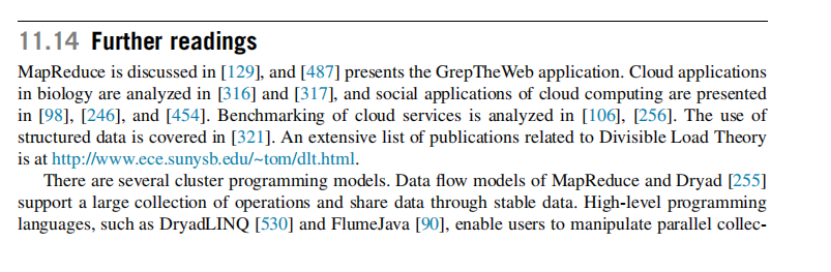 11.14 Further readings
MapReduce is discussed in [129], and [487] presents the GrepTheWeb application. Cloud applications
in biology are analyzed in [316] and [317], and social applications of cloud computing are presented
in [98], [246], and [454]. Benchmarking of cloud services is analyzed in [106], [256]. The use of
structured data is covered in [321]. An extensive list of publications related to Divisible Load Theory
is at http://www.ece.sunysb.edu/~tom/dlt.html.
There are several cluster programming models. Data flow models of MapReduce and Dryad [255]
support a large collection of operations and share data through stable data. High-level programming
languages, such as DryadLINQ [530] and FlumeJava [90], enable users to manipulate parallel collec-